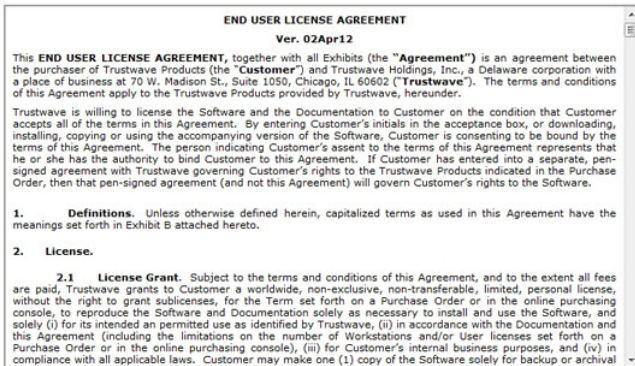 END USER LICENSE AGREEMENT
Ver. 02Apr12
This END USER LICENSE AGREEMENT, together with all Exhibits (the “Agreement”) is an agreement between
the purchaser of Trustwave Products (the “Customer”) and Trustwave Holdings, Inc., a Delaware corporation with
a place of business at 70 W. Madison St., Suite 1050, Chicago, IL 60602 (“Trustwave”). The terms and conditions
of this Agreement apply to the Trustwave Products provided by Trustwave, hereunder.
Trustwave is willing to license the Software and the Documentation to Customer on the condition that Customer
accepts all of the terms in this Agreement. By entering Customer’s initials in the acceptance box, or downloading,
installing, copying or using the accompanying version of the Software, Customer is consenting to be bound by the
terms of this Agreement. The person indicating Customer’s assent to the terms of this Agreement represents that
he or she has the authority to bind Customer to this Agreement. If Customer has entered into a separate, pen-
signed agreement with Trustwave governing Customer’s rights to the Trustwave Products indicated in the Purchase
Order, then that pen-signed agreement (and not this Agreement) will govern Customer’s rights to the Software.
1. Definitions. Unless otherwise defined herein, capitalized terms as used in this Agreement have the
meanings set forth in Exhibit B attached hereto.
2. License.
2.1 License Grant. Subject to the terms and conditions of this Agreement, and to the extent all fees
are paid, Trustwave grants to Customer a worldwide, non-exclusive, non-transferable, limited, personal license,
without the right to grant sublicenses, for the Term set forth on a Purchase Order or in the online purchasing
console, to reproduce the Software and Documentation solely as necessary to install and use the Software, and
solely (i) for its intended an permitted use as identified by Trustwave, (ii) in accordance with the Documentation and
this Agreement (including the limitations on the number of Workstations and/or User licenses set forth on a
Purchase Order or in the online purchasing console), (iii) for Customer’s internal business purposes, and (iv) in
compliance with all applicable laws. Customer may make one (1) copy of the Software solely for backup or archival